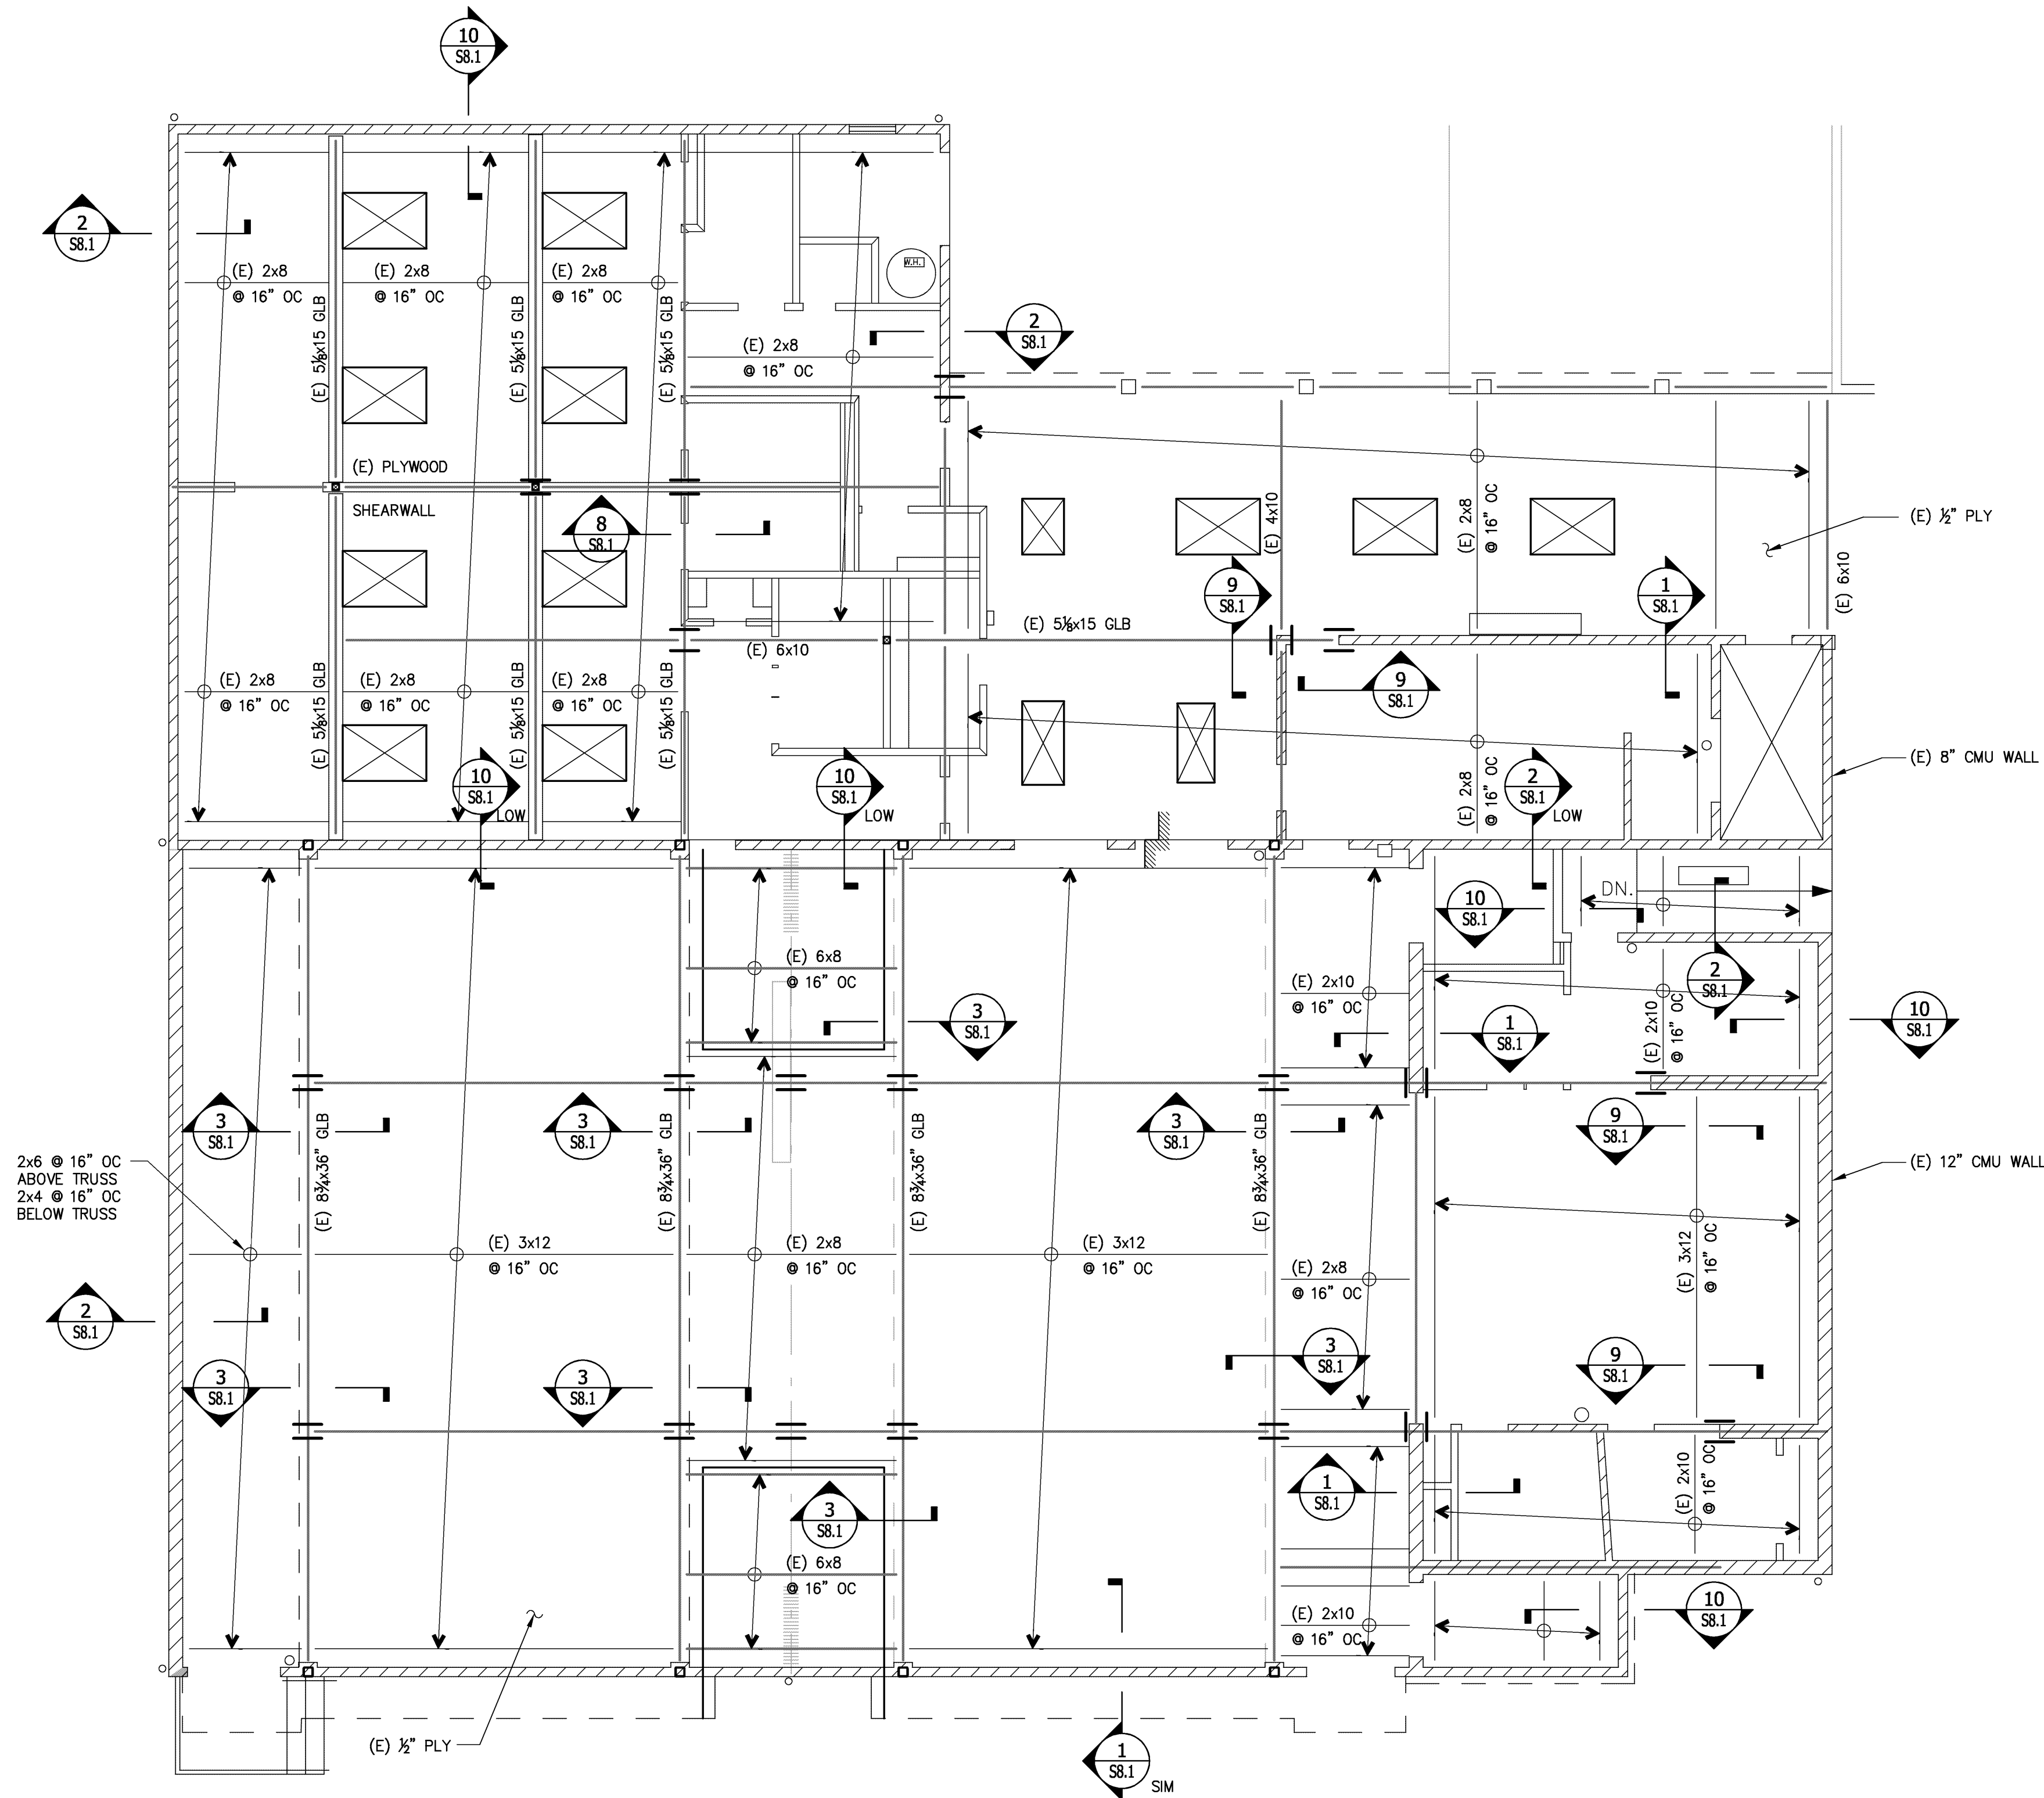 10
S8.1
2
S8.1
(E) 2x8
@ 16" OC
(E) 2x8
@ 16" OC
(E) 2x8
@ 16" OC
(E) 5⅛x15 GLB
(E) 5⅛x15 GLB
(E) 5⅛x15 GLB
W.H.
2
S8.1
(E) 2x8
@ 16" OC
(E) PLYWOOD
SHEARWALL
8
S8.1
(E) 4x10
(E) 2x8
@ 16" OC
(E) ½" PLY
9
S8.1
1
S8.1
(E) 6x10
(E) 5⅛x15 GLB
(E) 6x10
9
S8.1
(E) 2x8
@ 16" OC
(E) 2x8
@ 16" OC
(E) 2x8
@ 16" OC
(E) 5⅛x15 GLB
(E) 5⅛x15 GLB
(E) 5⅛x15 GLB
10
S8.1
LOW
10
S8.1
LOW
(E) 2x8
@ 16" OC
2
S8.1
LOW
(E) 8" CMU WALL
DN.
10
S8.1
(E) 6x8
@ 16" OC
(E) 2x10
@ 16" OC
2
S8.1
3
S8.1
1
S8.1
(E) 2x10
@ 16" OC
10
S8.1
3
S8.1
(E) 8¾x36" GLB
3
S8.1
(E) 8¾x36" GLB
(E) 8¾x36" GLB
3
S8.1
(E) 8¾x36" GLB
9
S8.1
(E) 12" CMU WALL
2x6 @ 16" OC
ABOVE TRUSS
2x4 @ 16" OC
BELOW TRUSS
(E) 3x12
@ 16" OC
(E) 2x8
@ 16" OC
(E) 3x12
@ 16" OC
(E) 2x8
@ 16" OC
(E) 3x12
@ 16" OC
2
S8.1
3
S8.1
3
S8.1
3
S8.1
9
S8.1
3
S8.1
1
S8.1
(E) 2x10
@ 16" OC
(E) 6x8
@ 16" OC
(E) 2x10
@ 16" OC
10
S8.1
(E) ½" PLY
1
S8.1
SIM